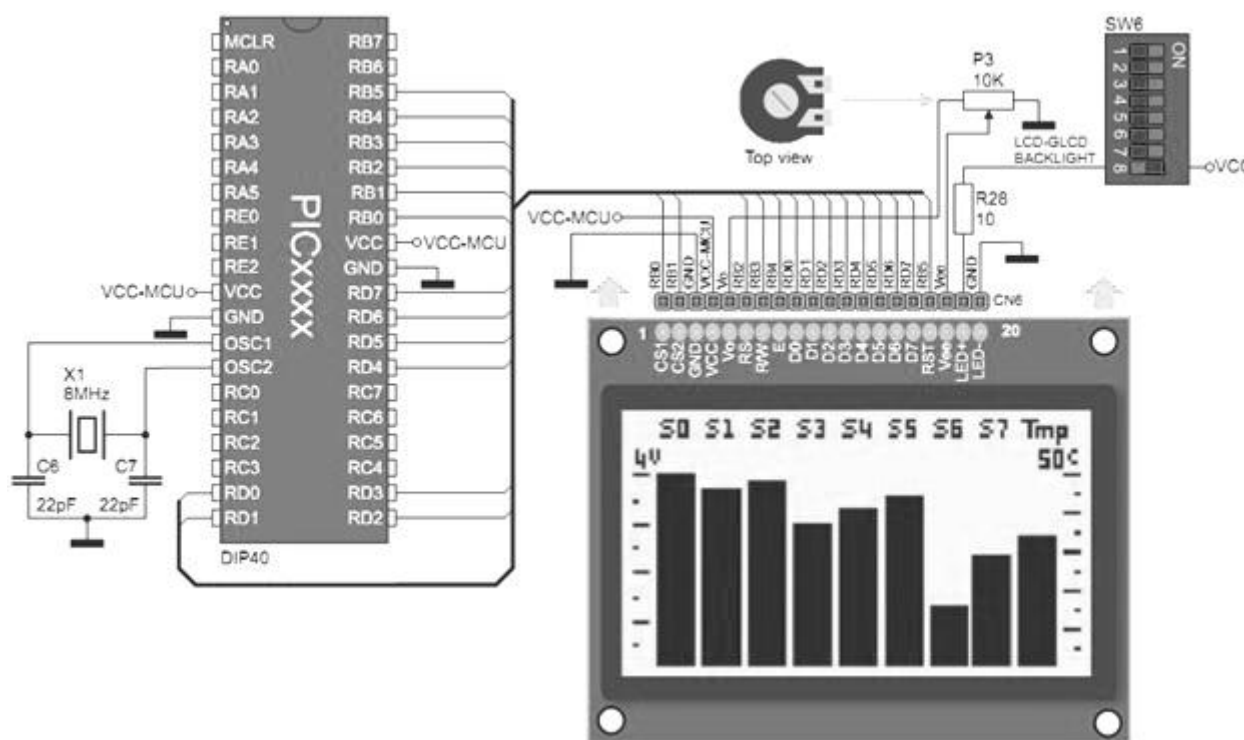 SW6
ON
1
2
3
4
5
6
7
8
VCC
P3
10K
Top view
LCD-GLCD
BACKLIGHT
R28
10
MCLR
RA0
RA1
RA2
RA3
RA4
RA5
RE0
RE1
RE2
VCC
GND
OSC1
OSC2
RC0
RC1
RC2
RC3
RD0
RD1
RB7
RB6
RB5
RB4
RB3
RB2
RB1
RB0
VCC
GND
RD7
RD6
RD5
RD4
RC7
RC6
RC5
RC4
RD3
RD2
PICxxxx
DIP40
VCC-MCU
VCC-MCU
VCC-MCU
X1
8MHz
C6
C7
22pF
22pF
RB0
RB1
GND
VCC-MCU
Vo
RB2
RB3
RB4
RD0
RD1
RD2
RD3
RD4
RD5
RD6
RD7
RB5
Vee
GND
CN6
1
20
CS1
CS2
GND
VCC
Vo
RS
R/W
E
D0
D1
D2
D3
D4
D5
D6
D7
RST
Vee
LED+
LED-
S0 S1 S2 S3 S4 S5 S6 S7 Tmp
4V
50C